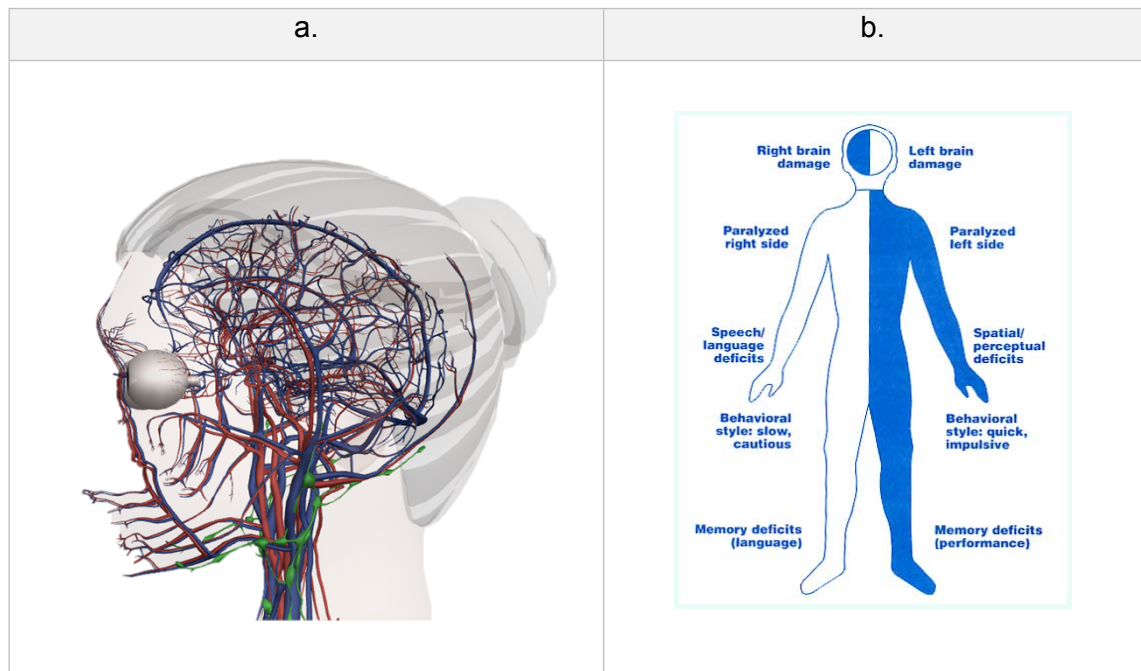 a.
b.
Right brain
damage
Left brain
damage
Paralyzed
right side
Paralyzed
left side
Speech/
language
deficits
Spatial/
perceptual
deficits
Behavioral
style: slow,
cautious
Behavioral
style: quick,
impulsive
Memory deficits
(language)
Memory deficits
(performance)